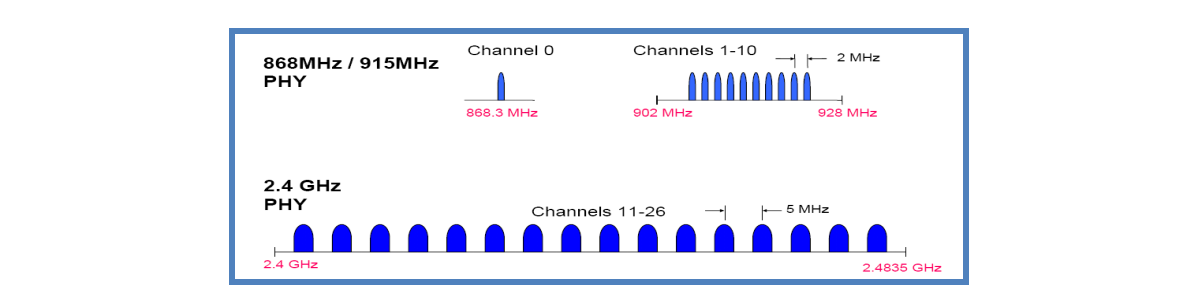 Channel 0
Channels 1-10
868MHz / 915MHz
PHY
2 MHz
868.3 MHz
902 MHz
928 MHz
2.4 GHz
PHY
Channels 11-26
5 MHz
2.4 GHz
2.4835 GHz